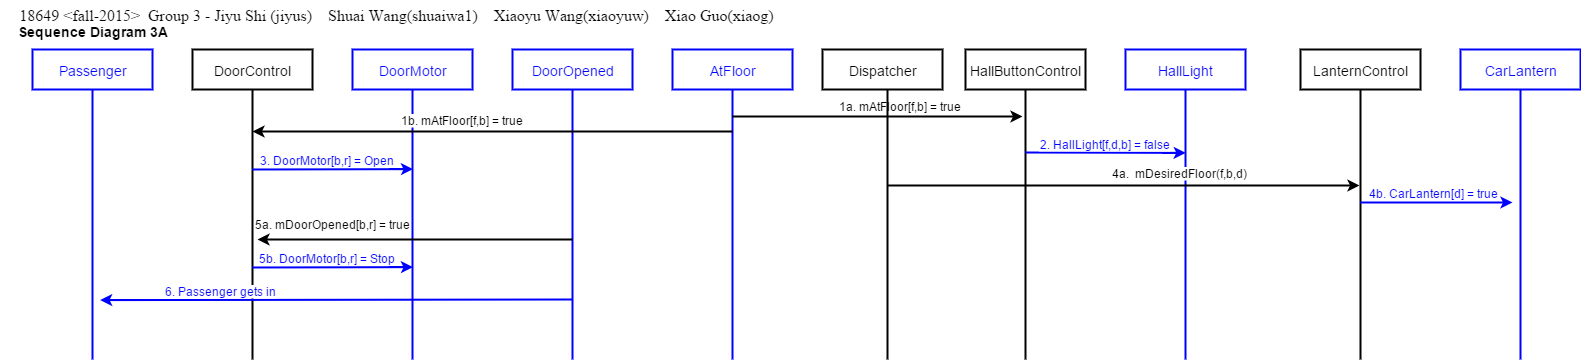 18649 <fall-2015>  Group 3 - Jiyu Shi (jiyus)    Shuai Wang(shuaiwa1)    Xiaoyu Wang(xiaoyuw)    Xiao Guo(xiaog)
Sequence Diagram 3A
Passenger DoorControl DoorMotor DoorOpened AtFloor Dispatcher HallButtonControl HallLight LanternControl CarLantern
1a. mAtFloor[f,b] = true
1b. mAtFloor[f,b] = true
2. HallLight[f,d,b] = false
3. DoorMotor[b,r] = Open
4a.  mDesiredFloor(f,b,d)
4b. CarLantern[d] = true
5a. mDoorOpened[b,r] = true
5b. DoorMotor[b,r] = Stop
6. Passenger gets in